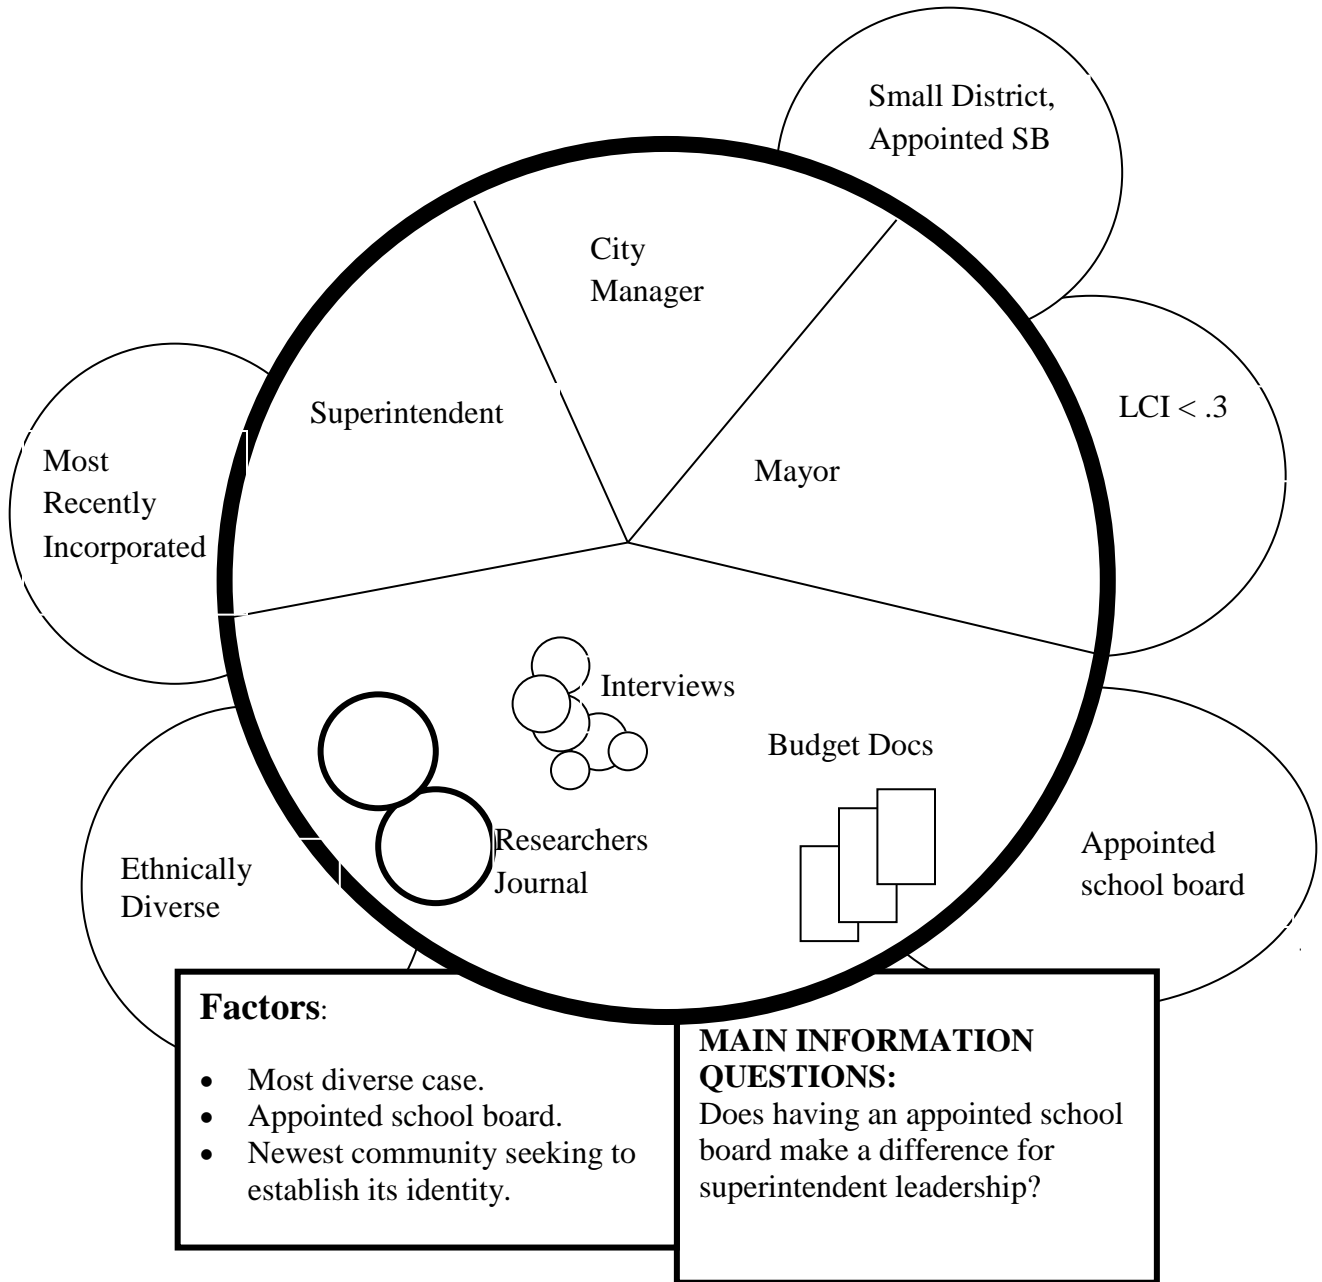 Small District,
Appointed SB
City
Manager
LCI < .3
Superintendent
Most
Recently
Incorporated
Mayor
Interviews
Budget Docs
Researchers
Journal
Ethnically
Diverse
Appointed
school board
Factors:
• Most diverse case.
• Appointed school board.
• Newest community seeking to
establish its identity.
MAIN INFORMATION
QUESTIONS:
Does having an appointed school
board make a difference for
superintendent leadership?